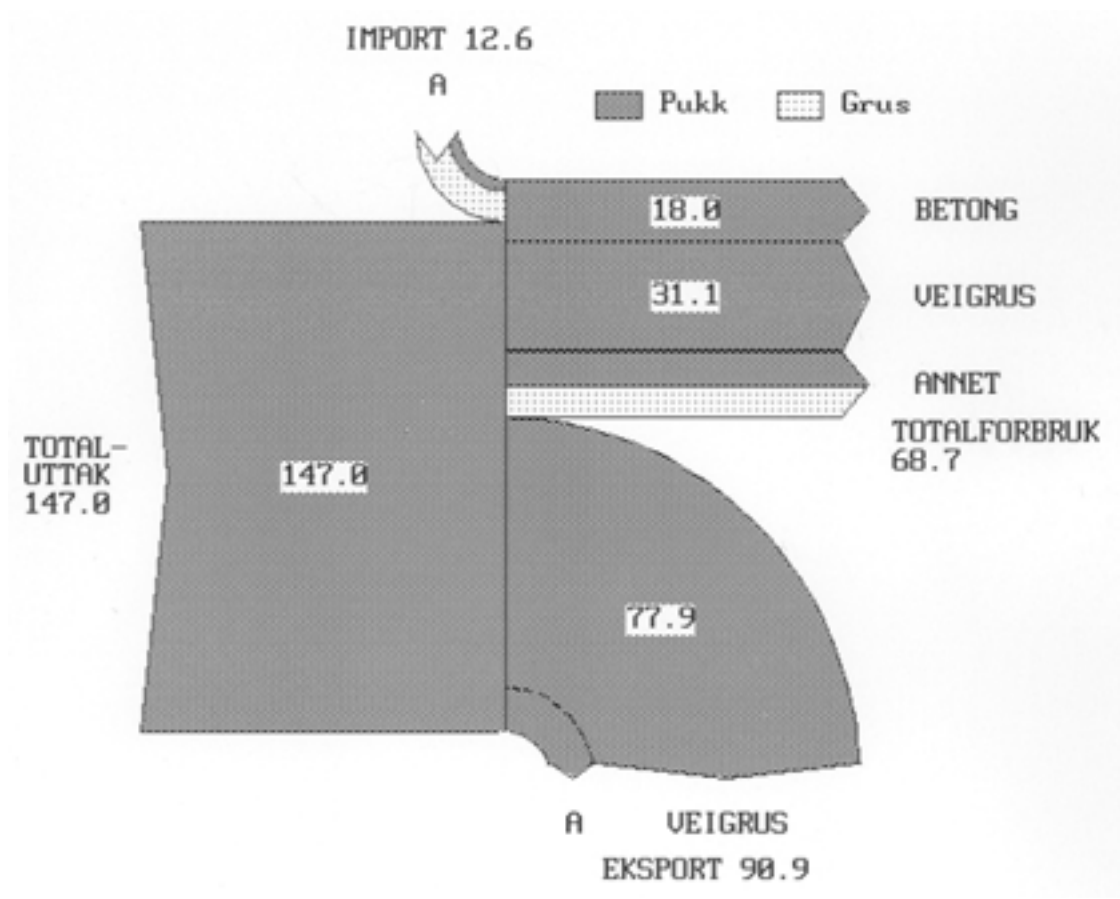 IMPORT 12.6
A
Pukk
Grus
18.0
BETONG
31.1
VEIGRUS
ANNET
TOTALFORBRUK
68.7
TOTAL-
UTTAK
147.0
147.0
77.9
A
VEIGRUS
EKSPORT 90.9